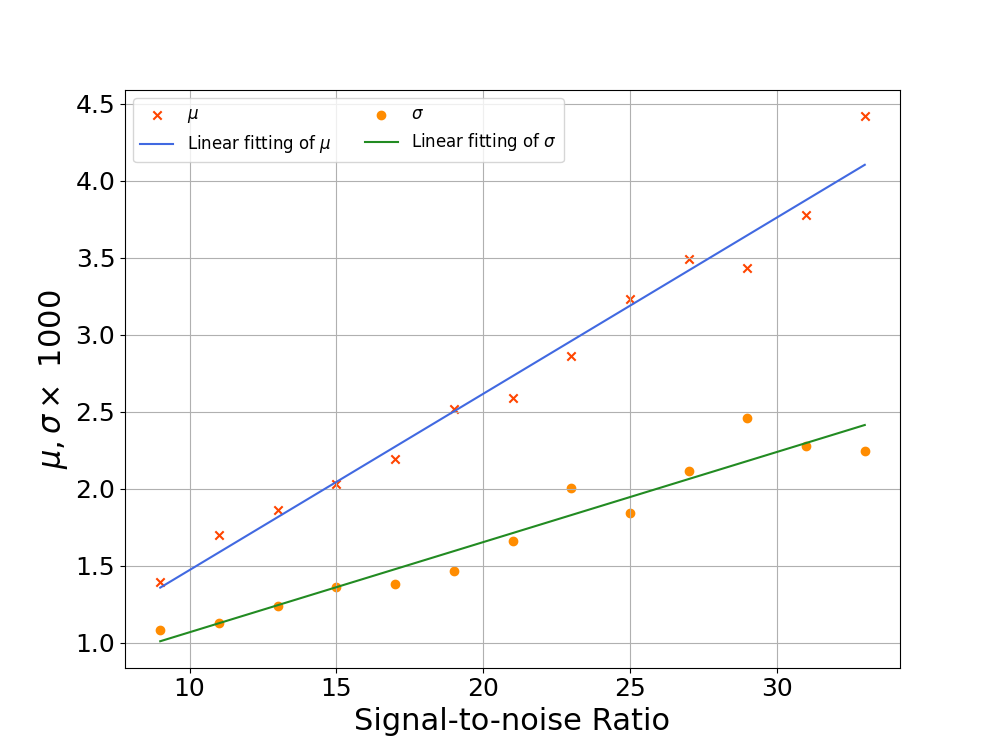 μ
σ
Linear fitting of μ
Linear fitting of σ
4.5
4.0
3.5
3.0
2.5
2.0
1.5
1.0
μ, σ × 1000
10 15 20 25 30
Signal-to-noise Ratio